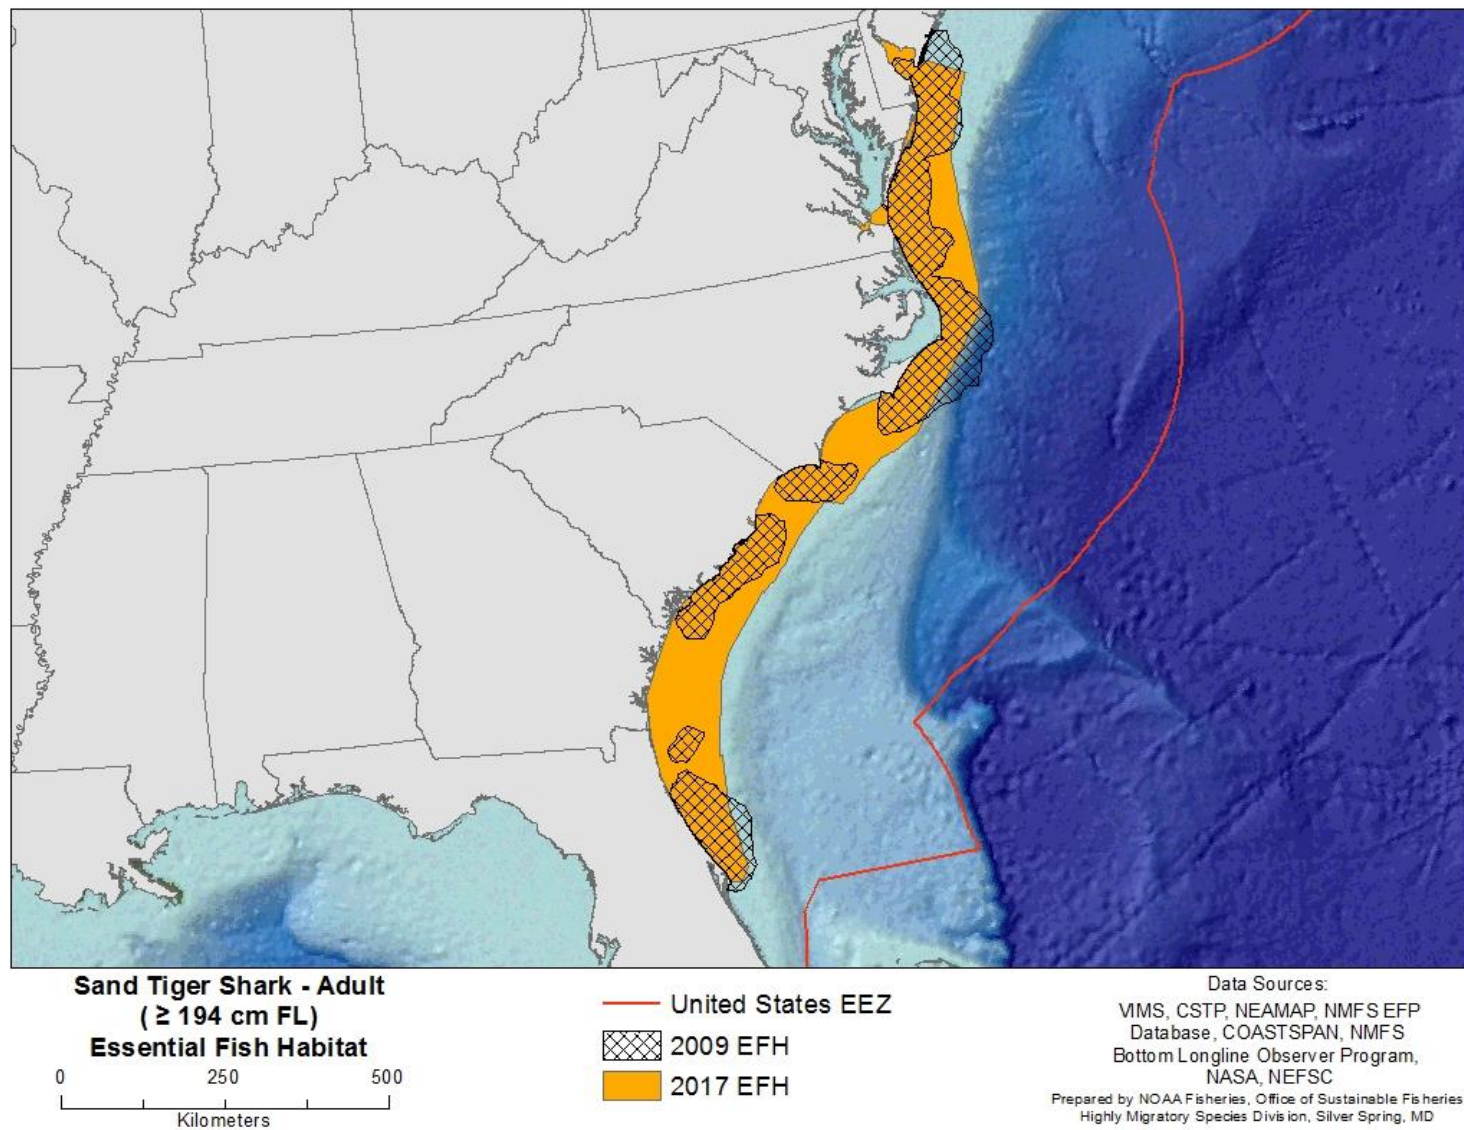 Sand Tiger Shark - Adult
( ≥ 194 cm FL)
Essential Fish Habitat
0 250 500
Kilometers
United States EEZ
2009 EFH
2017 EFH
Data Sources:
VIMS, CSTP, NEAMAP, NMFS EFP
Database, COASTSPAN, NMFS
Bottom Longline Observer Program,
NASA, NEFSC
Prepared by NOAA Fisheries, Office of Sustainable Fisheries
Highly Migratory Species Division, Silver Spring, MD